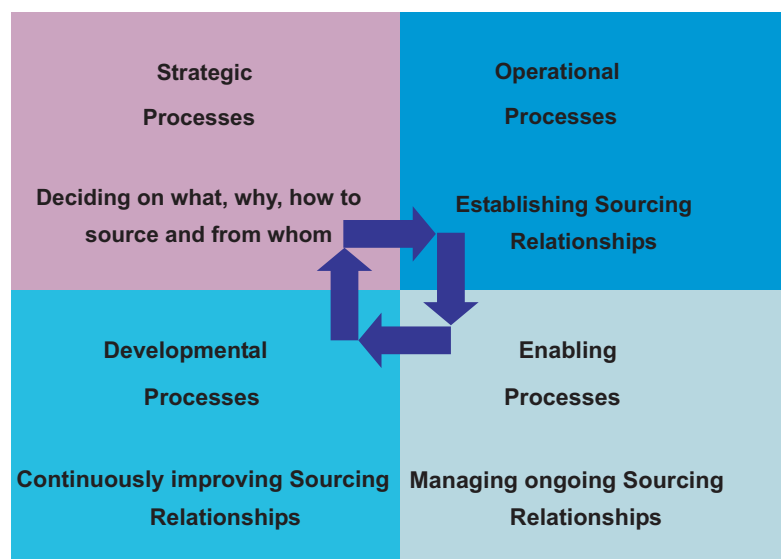 Strategic
Processes
Deciding on what, why, how to
source and from whom
Operational
Processes
Establishing Sourcing
Relationships
Developmental
Processes
Continuously improving Sourcing
Relationships
Enabling
Processes
Managing ongoing Sourcing
Relationships